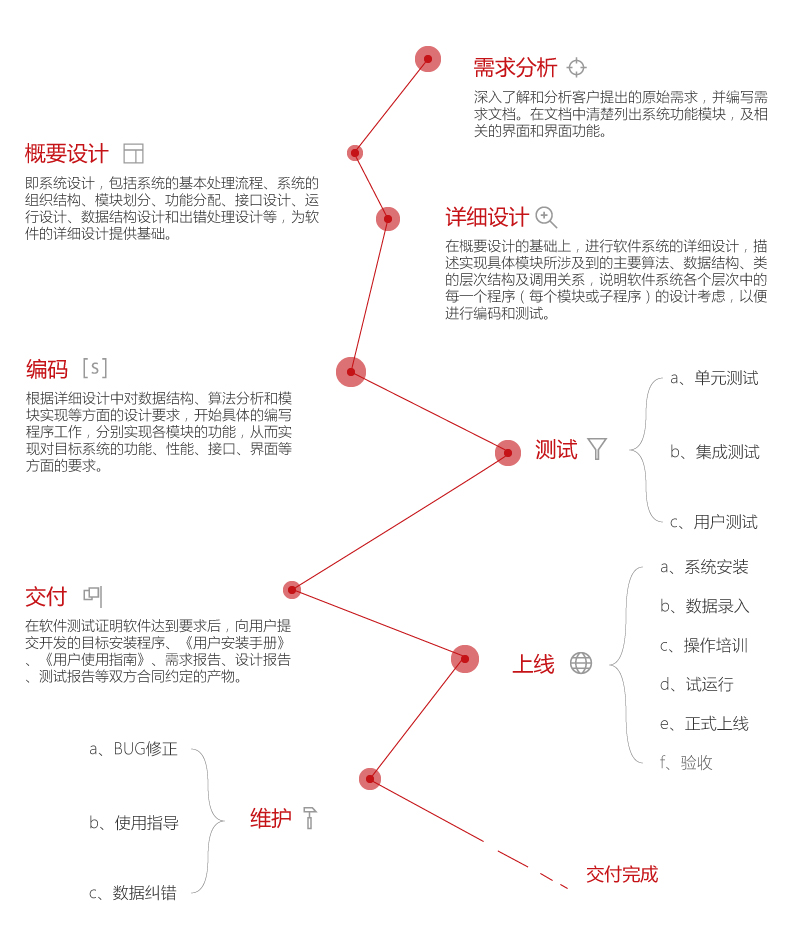 需求分析
深入了解和分析客户提出的原始需求，并编写需
求文档。在文档中清楚列出系统功能模块，及相
关的界面和界面功能。
概要设计
即系统设计，包括系统的基本处理流程、系统的
组织结构、模块划分、功能分配、接口设计、运
行设计、数据结构设计和出错处理设计等，为软
件的详细设计提供基础。
详细设计
在概要设计的基础上，进行软件系统的详细设计，描
述实现具体模块所涉及到的主要算法、数据结构、类
的层次结构及调用关系，说明软件系统各个层次中的
每一个程序（每个模块或子程序）的设计考虑，以便
进行编码和测试。
编码
[S]
根据详细设计中对数据结构、算法分析和模
块实现等方面的设计要求，开始具体的编写
程序工作，分别实现各模块的功能，从而实
现对目标系统的功能、性能、接口、界面等
方面的要求。
测试
a、单元测试
b、集成测试
c、用户测试
交付
在软件测试证明软件达到要求后，向用户提
交开发的目标安装程序、《用户安装手册》
、《用户使用指南》、需求报告、设计报告
、测试报告等双方合同约定的产物。
上线
a、系统安装
b、数据录入
c、操作培训
d、试运行
e、正式上线
f、验收
维护
a、BUG修正
b、使用指导
c、数据纠错
交付完成